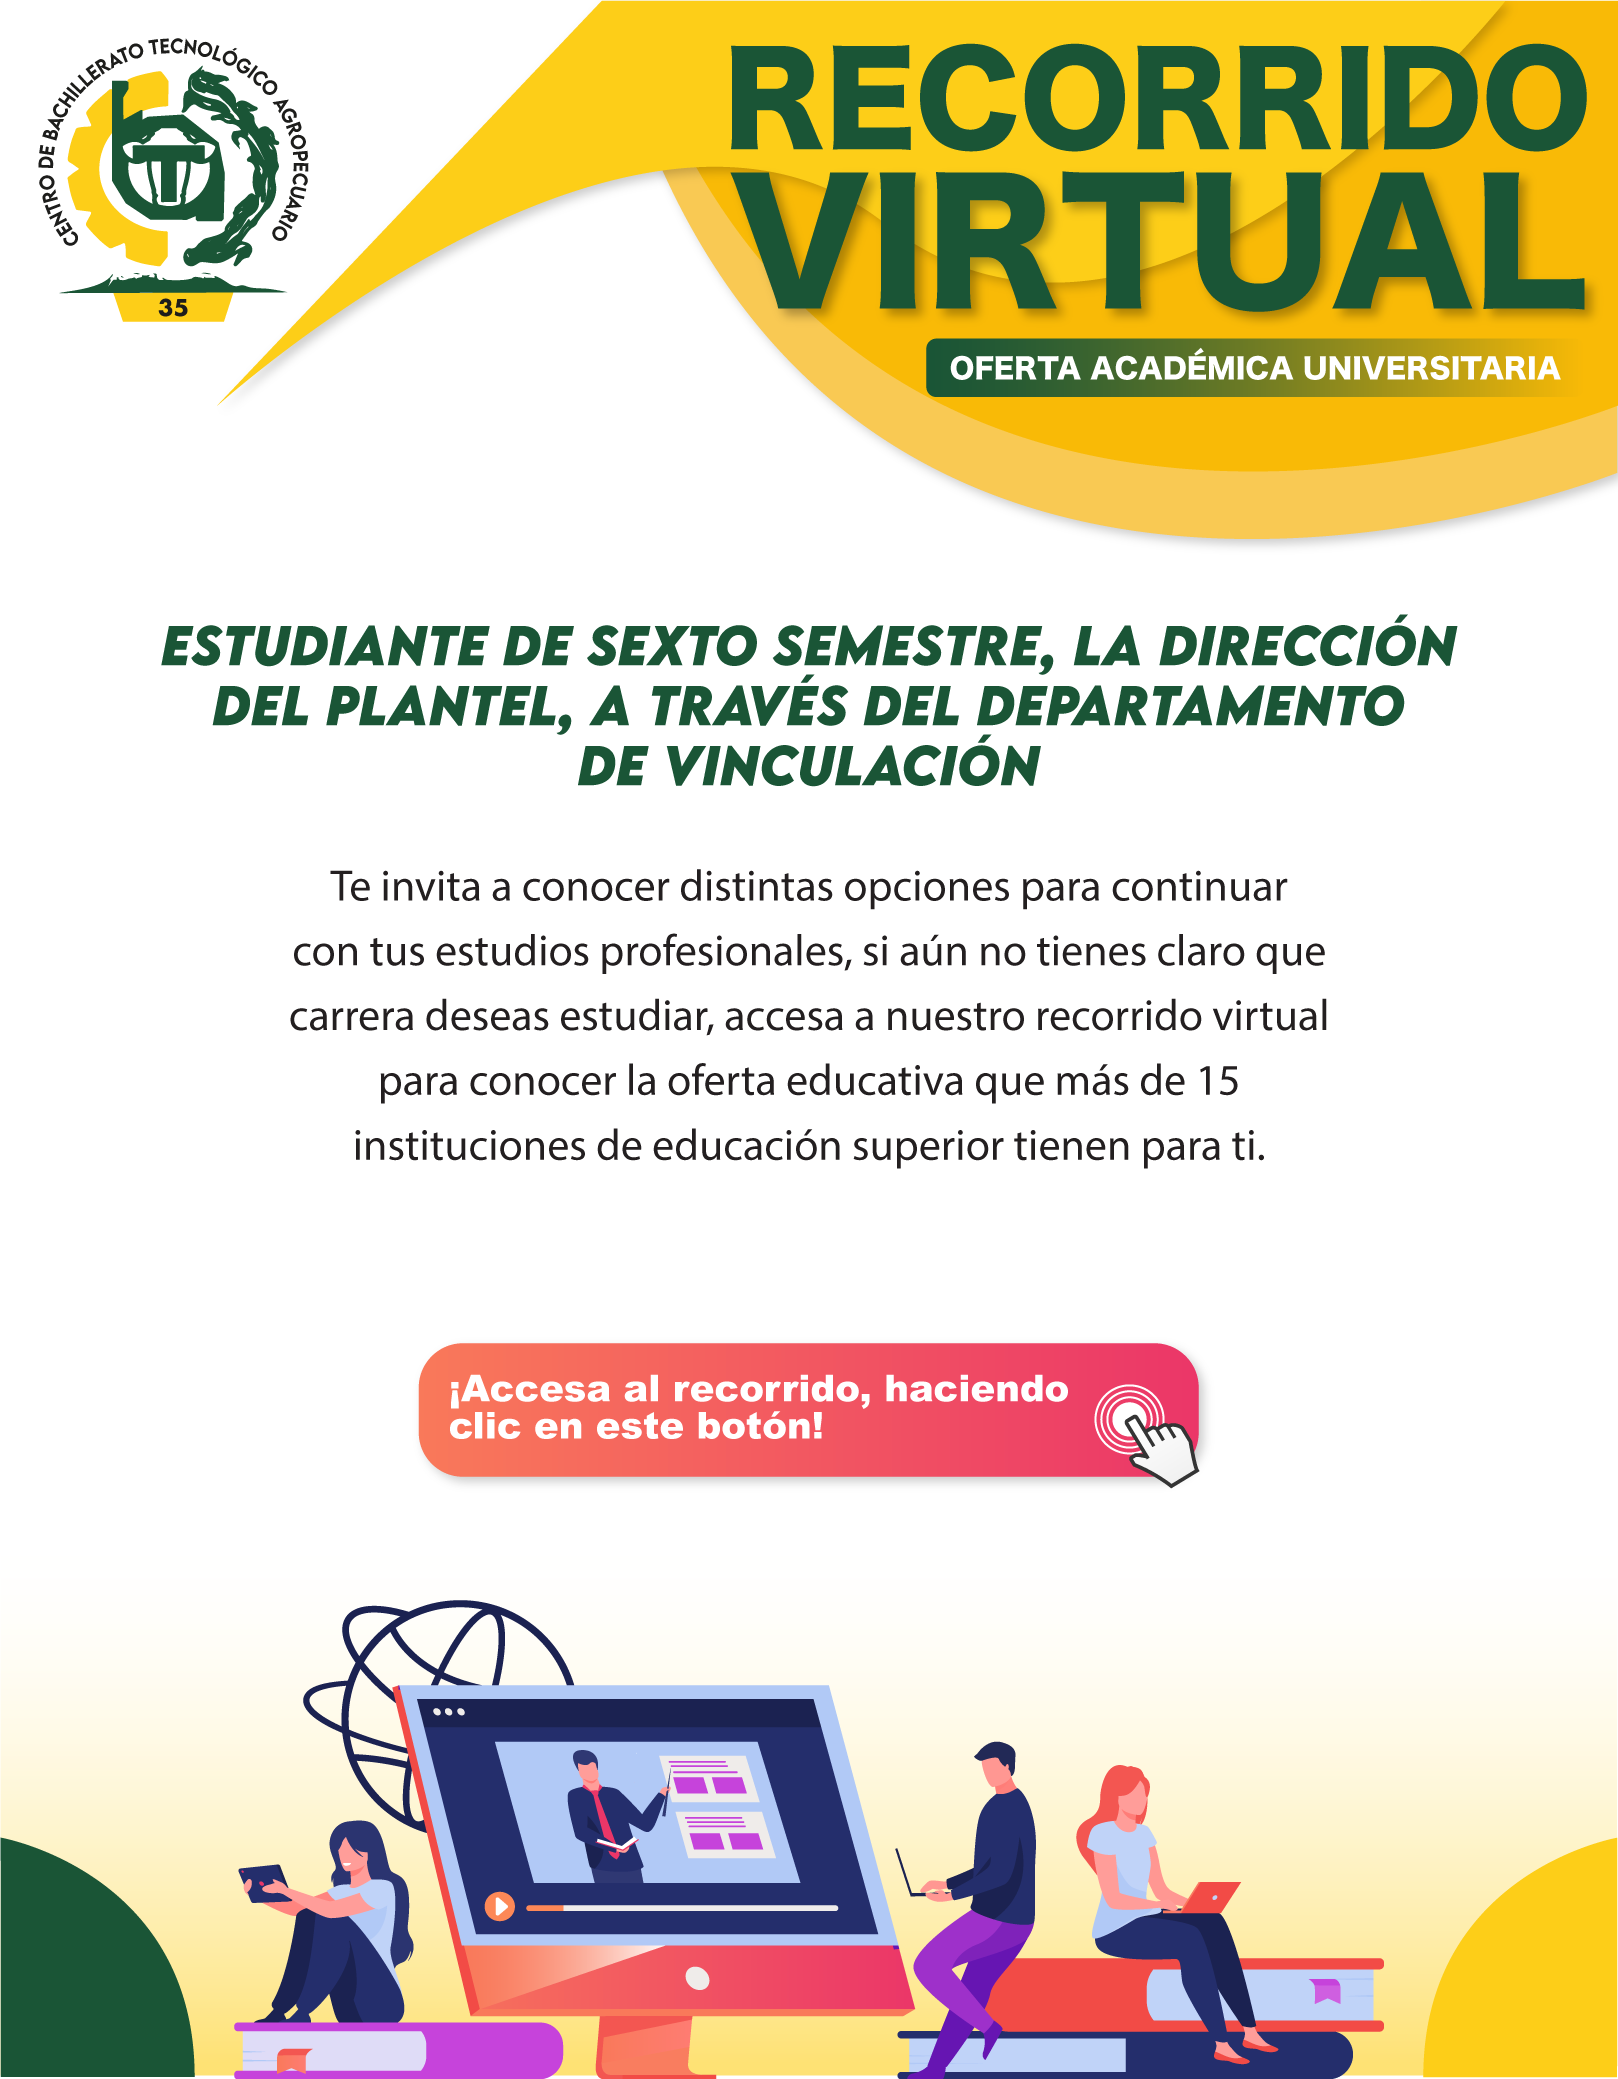 CENTRO DE BACHILLERATO TECNOLÓGICO AGROPECUARIO
35
RECORRIDO
VIRTUAL
OFERTA ACADÉMICA UNIVERSITARIA
ESTUDIANTE DE SEXTO SEMESTRE, LA DIRECCIÓN
DEL PLANTEL, A TRAVÉS DEL DEPARTAMENTO
DE VINCULACIÓN
Te invita a conocer distintas opciones para continuar
con tus estudios profesionales, si aún no tienes claro que
carrera deseas estudiar, accesa a nuestro recorrido virtual
para conocer la oferta educativa que más de 15
instituciones de educación superior tienen para ti.
¡Accesa al recorrido, haciendo
clic en este botón!